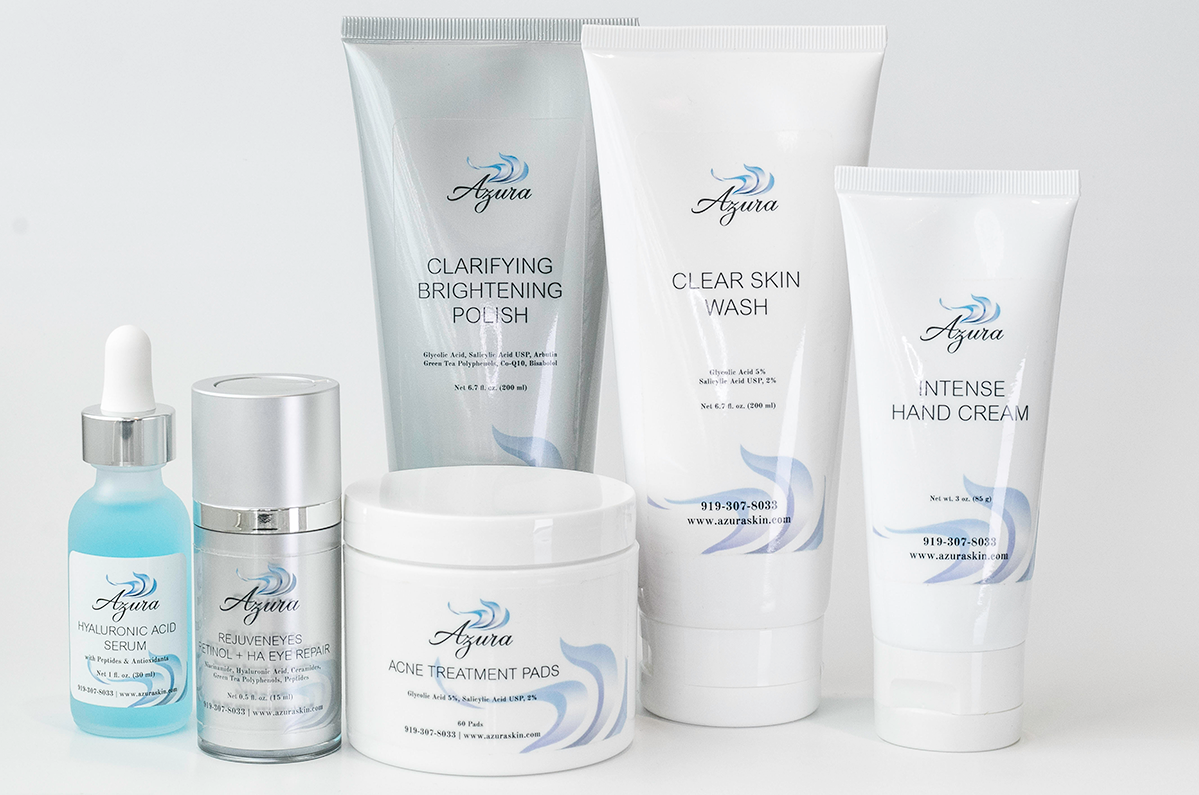 Azura
CLARIFYING
BRIGHTENING
POLISH
Glycolic Acid, Salicylic Acid USP, Arbutin
Green Tea Polyphenols, Co-Q10, Bisabolol
Net 6.7 fl. oz. (200 ml)
Azura
CLEAR SKIN
WASH
Glycolic Acid 5%
Salicylic Acid USP, 2%
Net 6.7 fl. oz. (200 ml)
919-307-8033
www.azuraskin.com
Azura
INTENSE
HAND CREAM
Net wt. 3 oz. (85 g)
919-307-8033
www.azuraskin.com
Azura
HYALURONIC ACID
SERUM
with Peptides & Antioxidants
Net 1 fl. oz. (30 ml)
919-307-8033 | www.azuraskin.com
Azura
REJUVENEYES
RETINOL + HA EYE REPAIR
Niacinamide, Hyaluronic Acid, Ceramides,
Green Tea Polyphenols, Peptides
Net 0.5 fl. oz. (15 ml)
919-307-8033 | www.azuraskin.com
Azura
ACNE TREATMENT PADS
Glycolic Acid 5%, Salicylic Acid USP, 2%
60 Pads
919-307-8033 | www.azuraskin.com